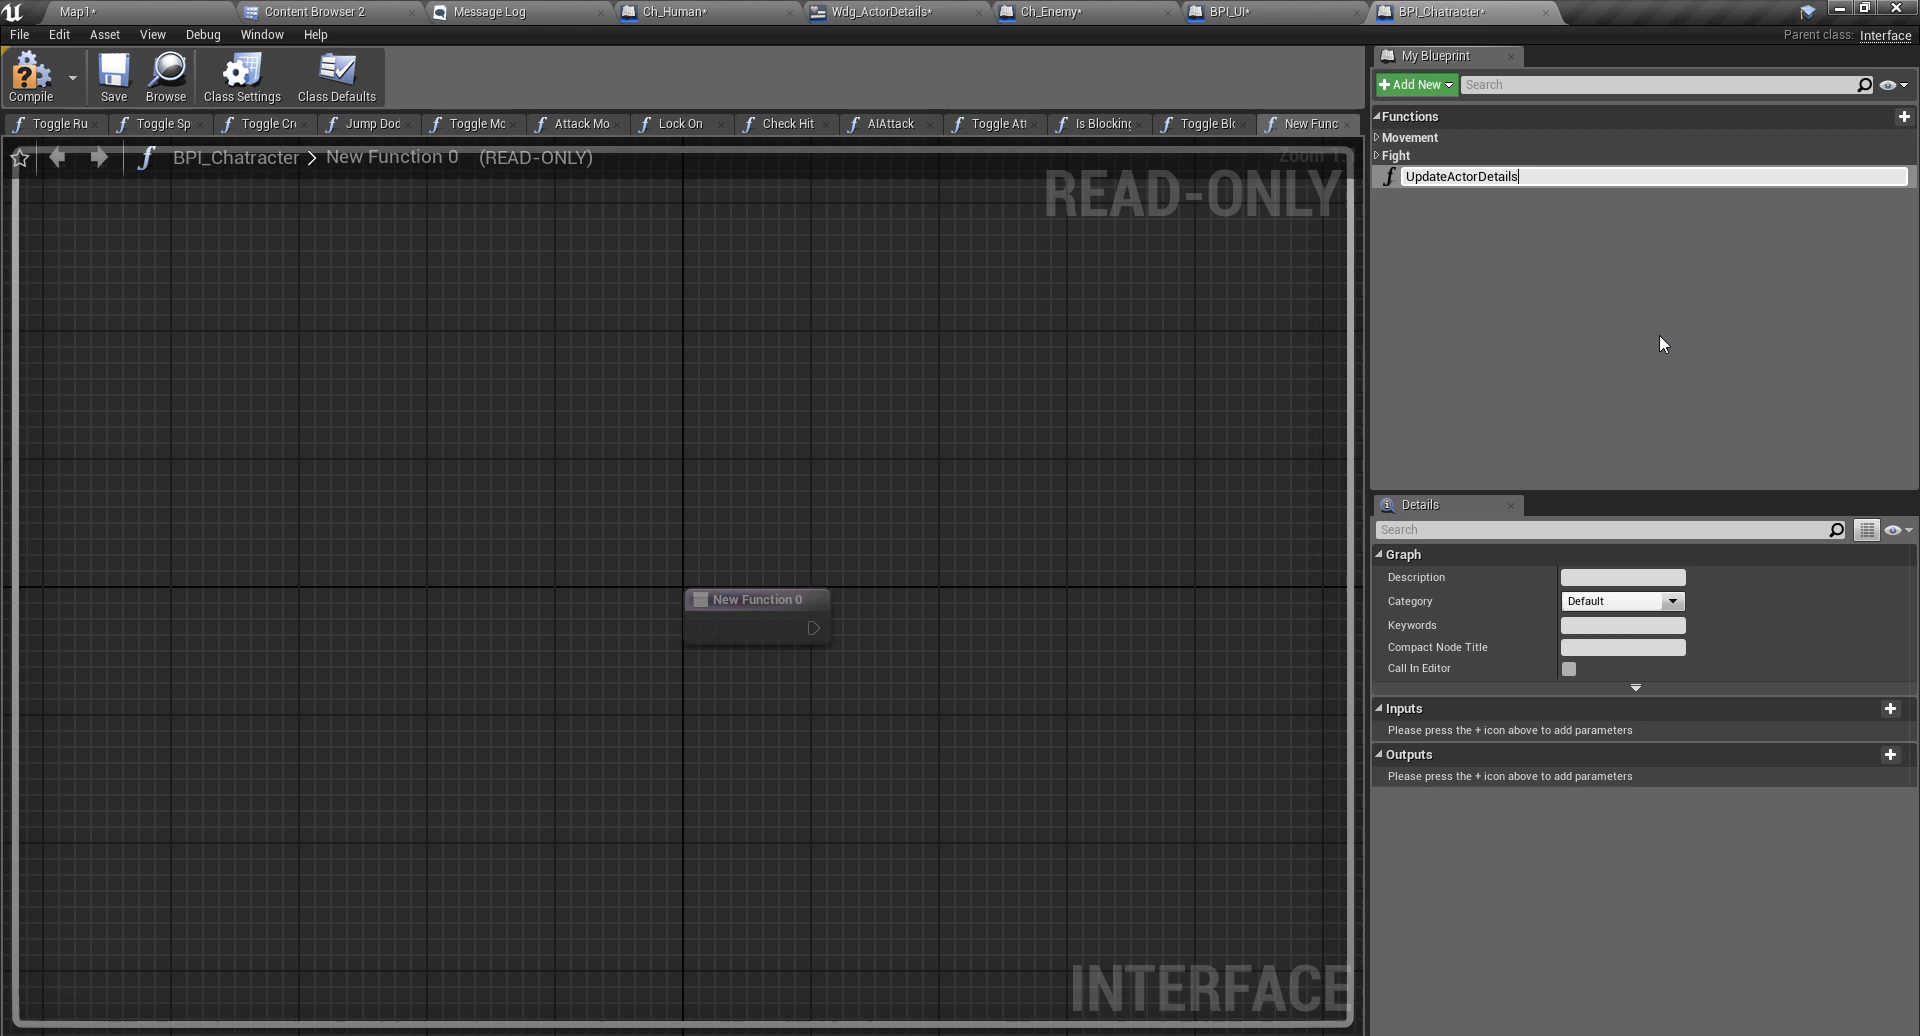 Map1*
Content Browser 2
Message Log
Ch_Human*
Wdg_ActorDetails*
Ch_Enemy*
BPI_UI*
BPI_Chatracter*
File Edit Asset View Debug Window Help
Parent class: Interface
Compile
Save
Browse
Class Settings
Class Defaults
My Blueprint
+ Add New
Search
Toggle Ru
Toggle Sp
Toggle Cr
Jump Dod
Toggle Mo
Attack Mo
Lock On
Check Hit
AIAttack
Toggle Att
Is Blocking
Toggle Blo
New Func
Functions
Movement
Fight
UpdateActorDetails
BPI_Chatracter > New Function 0 (READ-ONLY)
READ-ONLY
New Function 0
INTERFACE
Details
Search
Graph
Description
Category Default
Keywords
Compact Node Title
Call In Editor
Inputs
Please press the + icon above to add parameters
Outputs
Please press the + icon above to add parameters